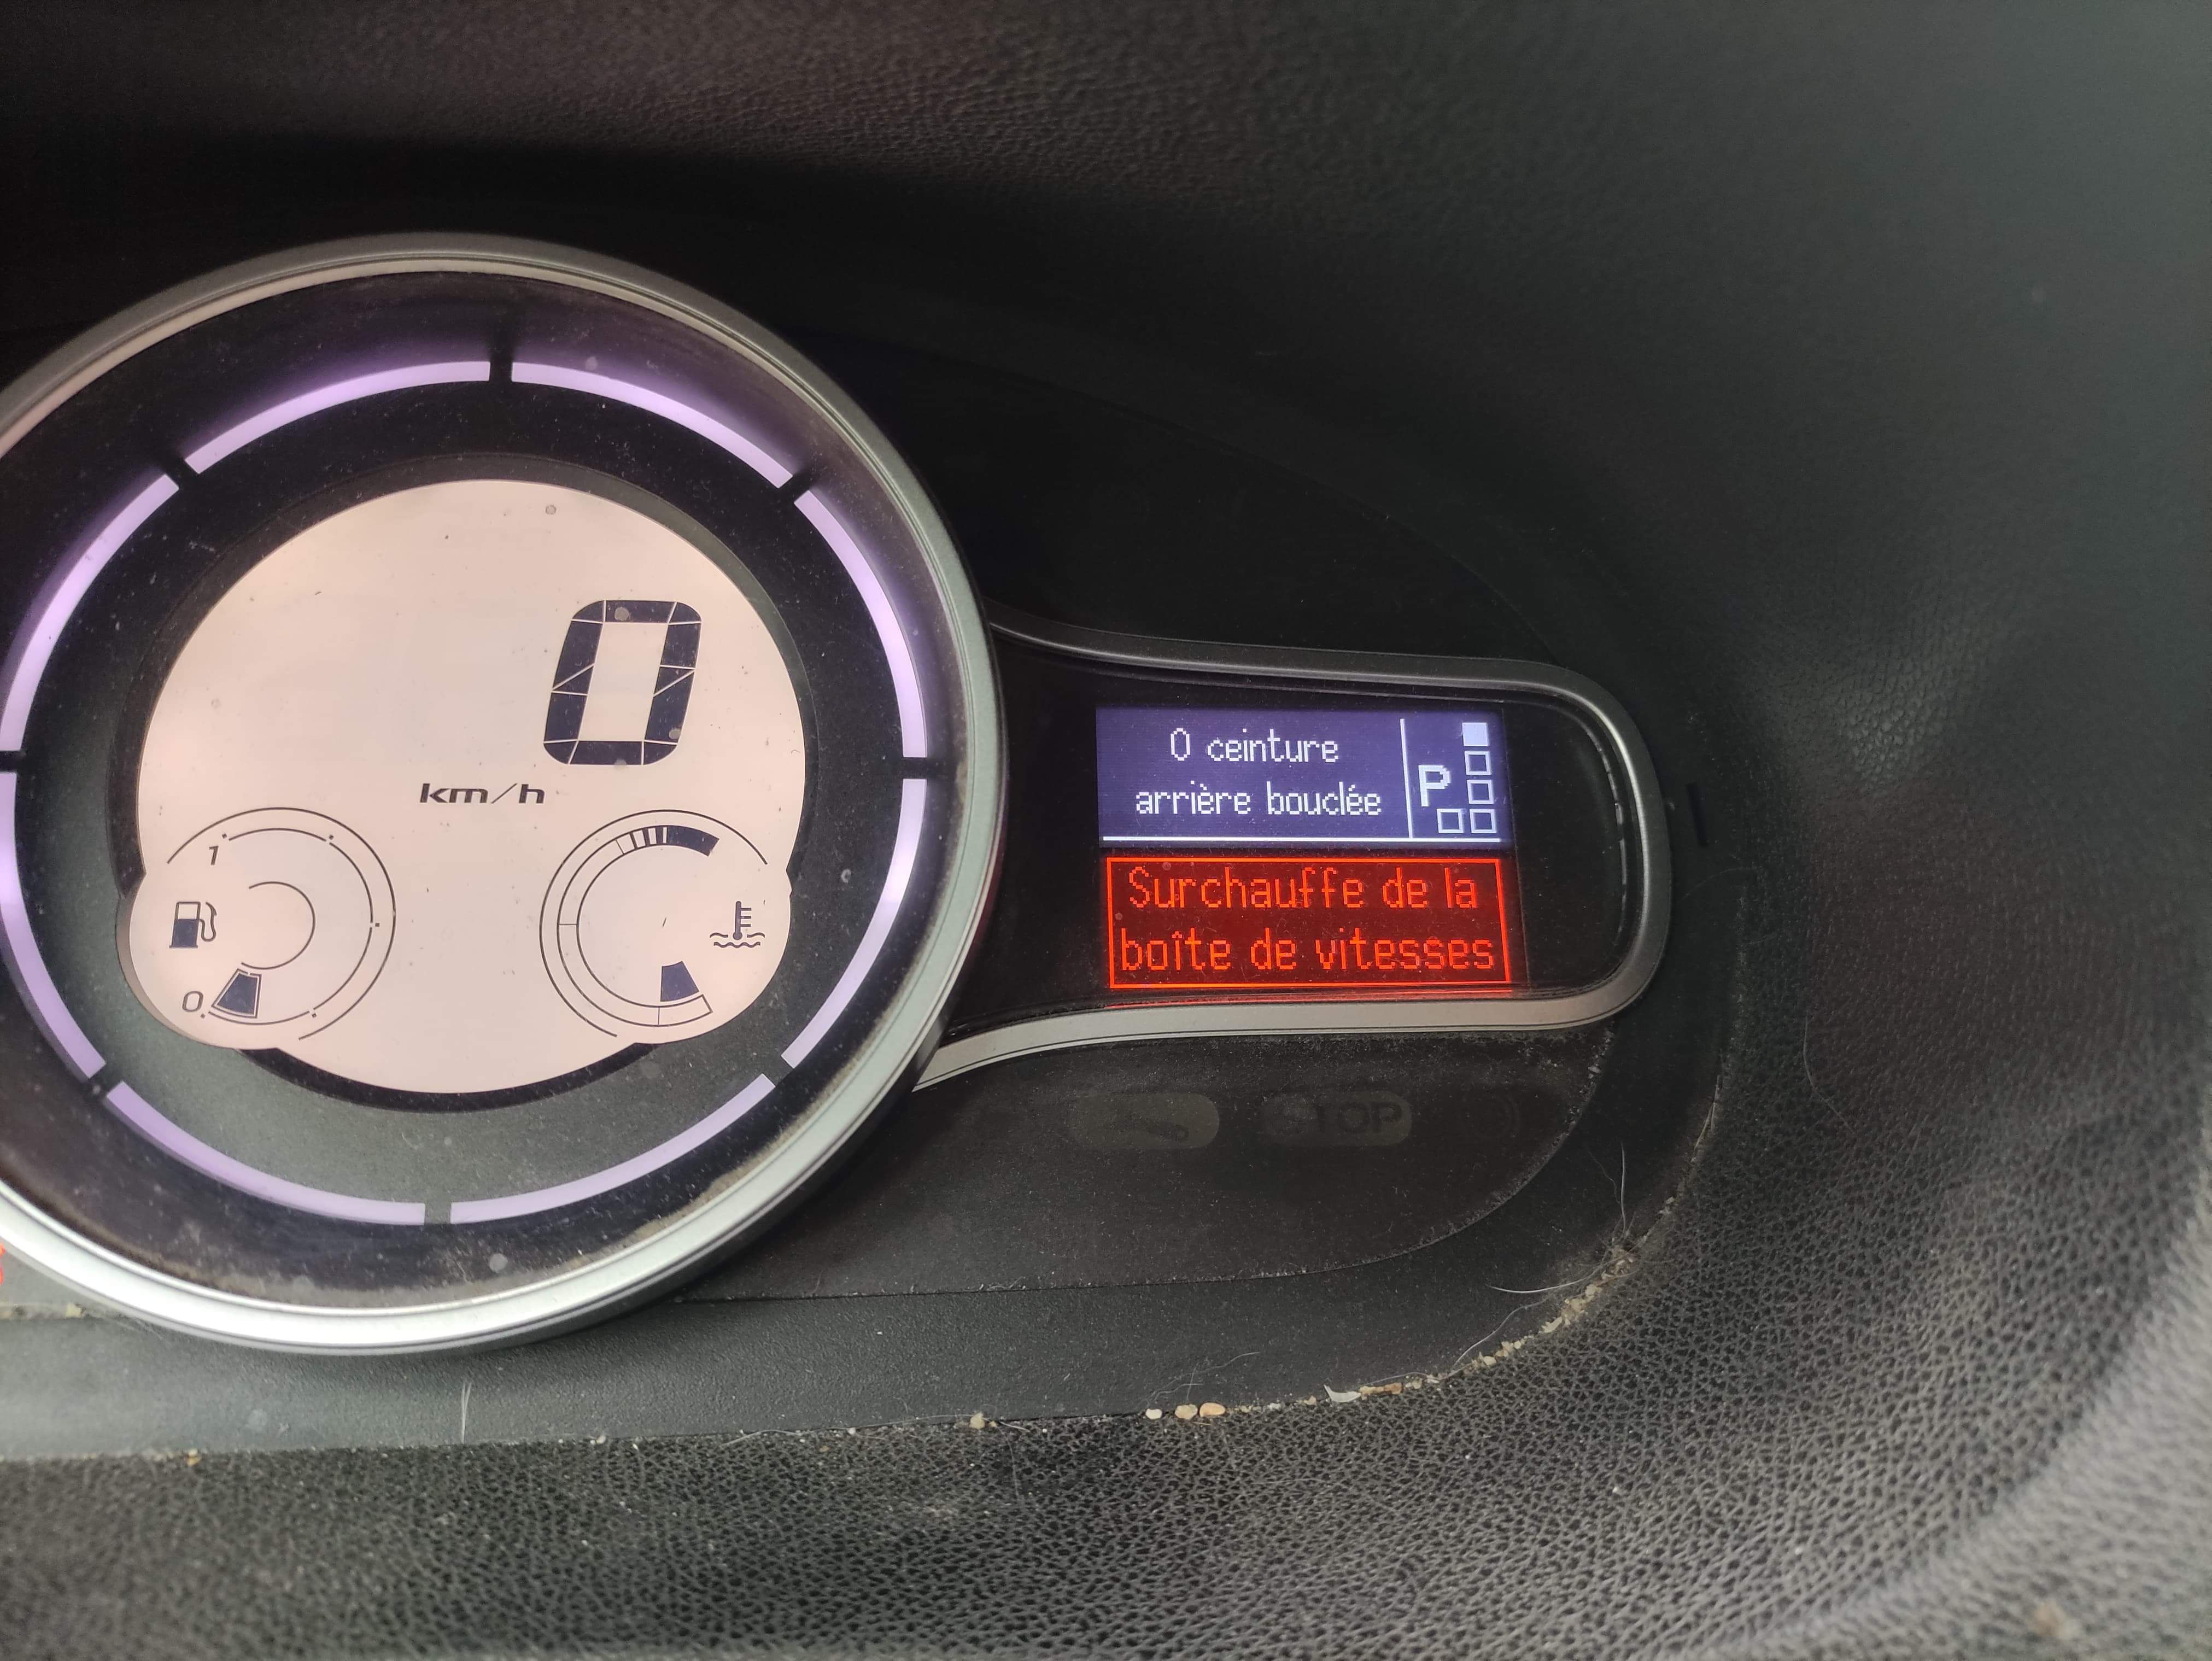 0
km/h
1
0
0 ceinture
arrière bouclée
P
Surchauffe de la
boîte de vitesses
STOP